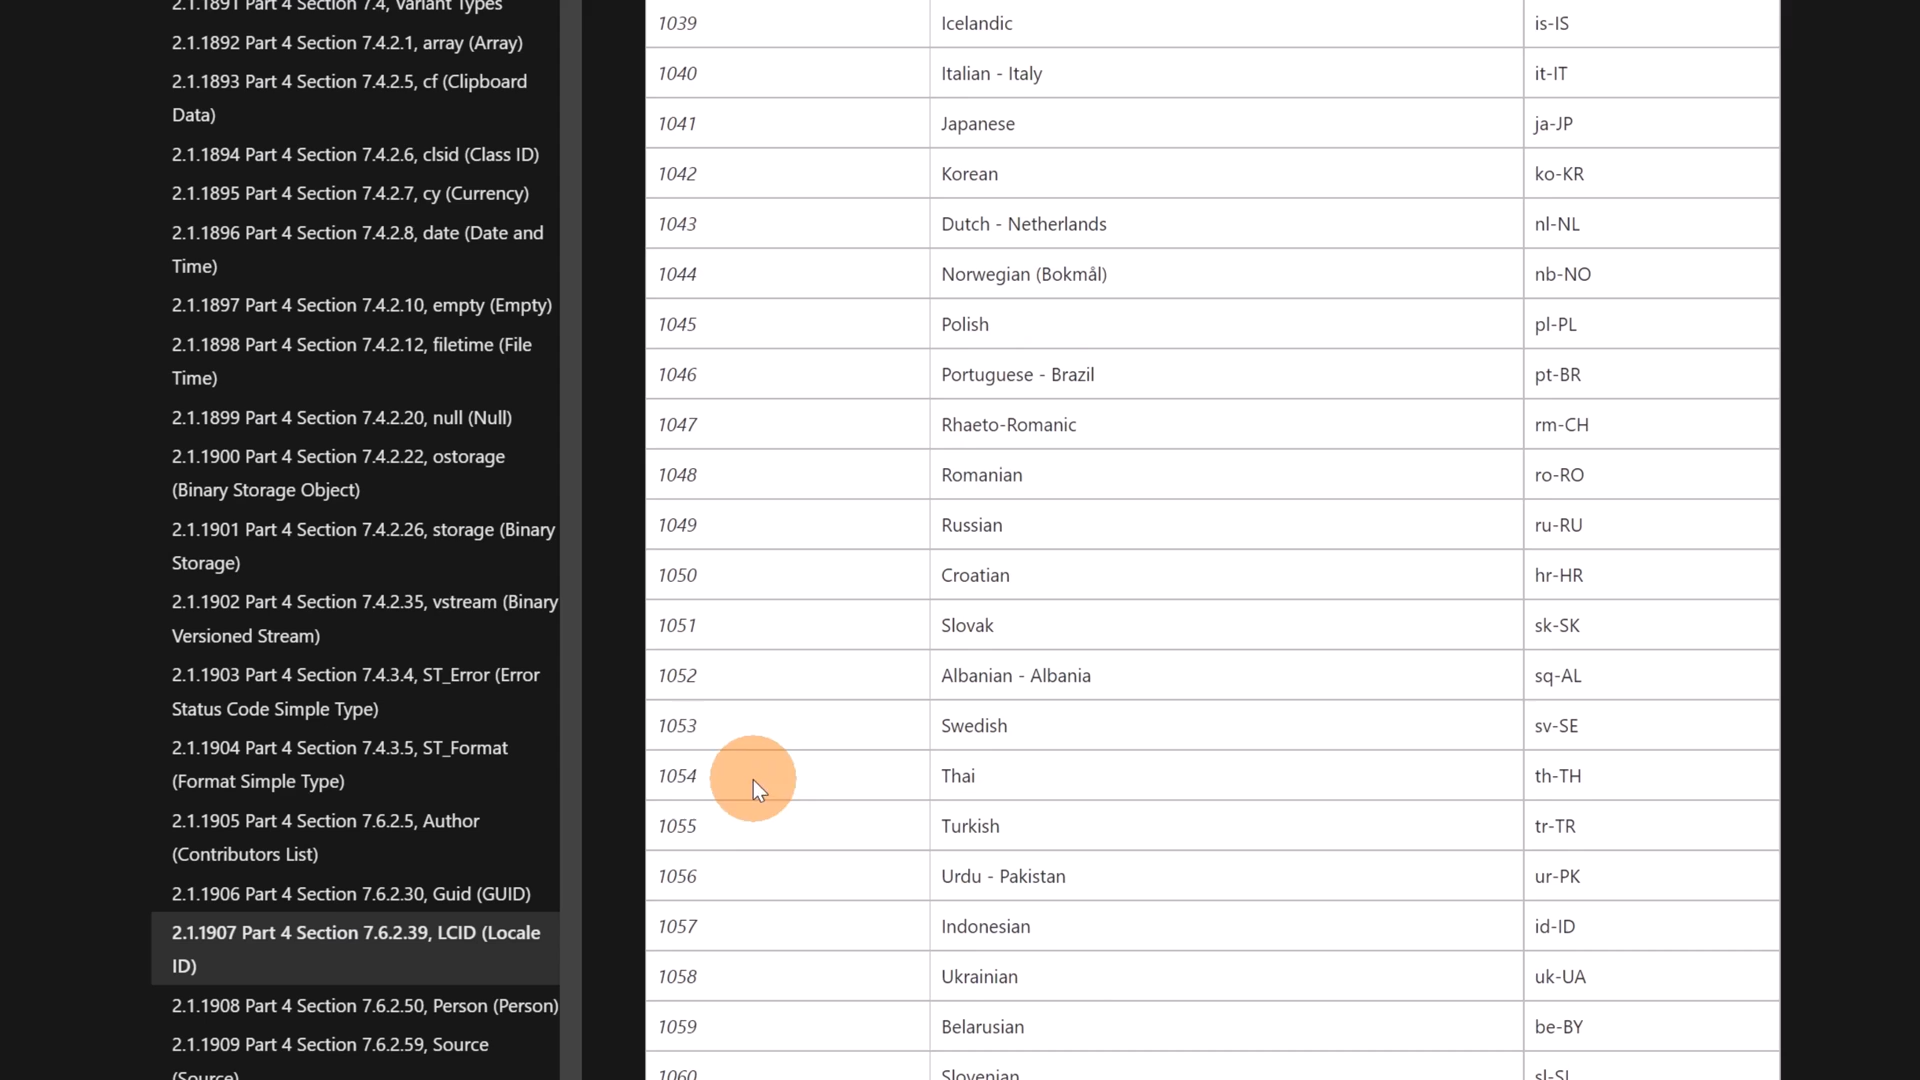 2.1.1891 Part 4 Section 7.4, Variant Types
2.1.1892 Part 4 Section 7.4.2.1, array (Array)
2.1.1893 Part 4 Section 7.4.2.5, cf (Clipboard
Data)
2.1.1894 Part 4 Section 7.4.2.6, clsid (Class ID)
2.1.1895 Part 4 Section 7.4.2.7, cy (Currency)
2.1.1896 Part 4 Section 7.4.2.8, date (Date and
Time)
2.1.1897 Part 4 Section 7.4.2.10, empty (Empty)
2.1.1898 Part 4 Section 7.4.2.12, filetime (File
Time)
2.1.1899 Part 4 Section 7.4.2.20, null (Null)
2.1.1900 Part 4 Section 7.4.2.22, ostorage
(Binary Storage Object)
2.1.1901 Part 4 Section 7.4.2.26, storage (Binary
Storage)
2.1.1902 Part 4 Section 7.4.2.35, vstream (Binary
Versioned Stream)
2.1.1903 Part 4 Section 7.4.3.4, ST_Error (Error
Status Code Simple Type)
2.1.1904 Part 4 Section 7.4.3.5, ST_Format
(Format Simple Type)
2.1.1905 Part 4 Section 7.6.2.5, Author
(Contributors List)
2.1.1906 Part 4 Section 7.6.2.30, Guid (GUID)
2.1.1907 Part 4 Section 7.6.2.39, LCID (Locale
ID)
2.1.1908 Part 4 Section 7.6.2.50, Person (Person)
2.1.1909 Part 4 Section 7.6.2.59, Source
(Source)
1039 Icelandic is-IS
1040 Italian - Italy it-IT
1041 Japanese ja-JP
1042 Korean ko-KR
1043 Dutch - Netherlands nl-NL
1044 Norwegian (Bokmål) nb-NO
1045 Polish pl-PL
1046 Portuguese - Brazil pt-BR
1047 Rhaeto-Romanic rm-CH
1048 Romanian ro-RO
1049 Russian ru-RU
1050 Croatian hr-HR
1051 Slovak sk-SK
1052 Albanian - Albania sq-AL
1053 Swedish sv-SE
1054 Thai th-TH
1055 Turkish tr-TR
1056 Urdu - Pakistan ur-PK
1057 Indonesian id-ID
1058 Ukrainian uk-UA
1059 Belarusian be-BY
1060 Slovenian sl-SI